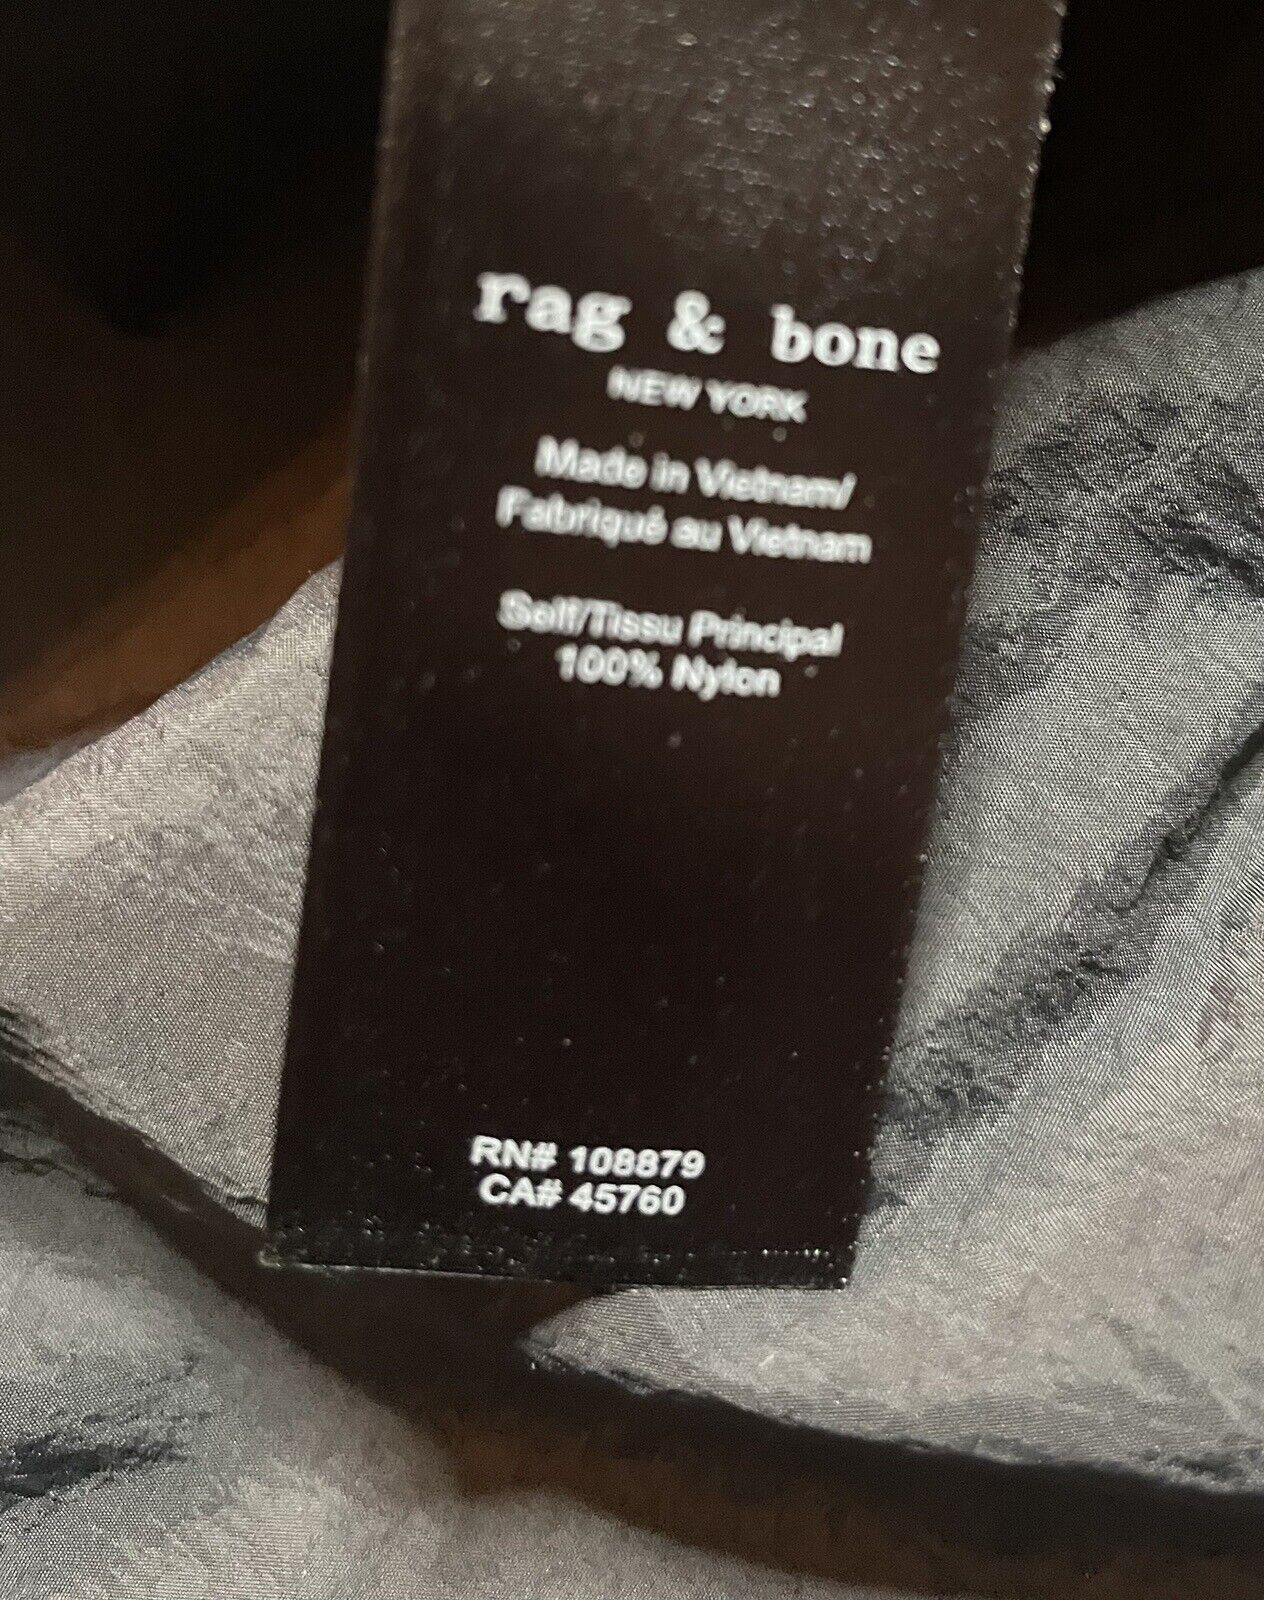 rag & bone
NEW YORK
Made in Vietnam/
Fabriqué au Vietnam
Self/Tissu Principal
100% Nylon
RN# 108879
CA# 45760